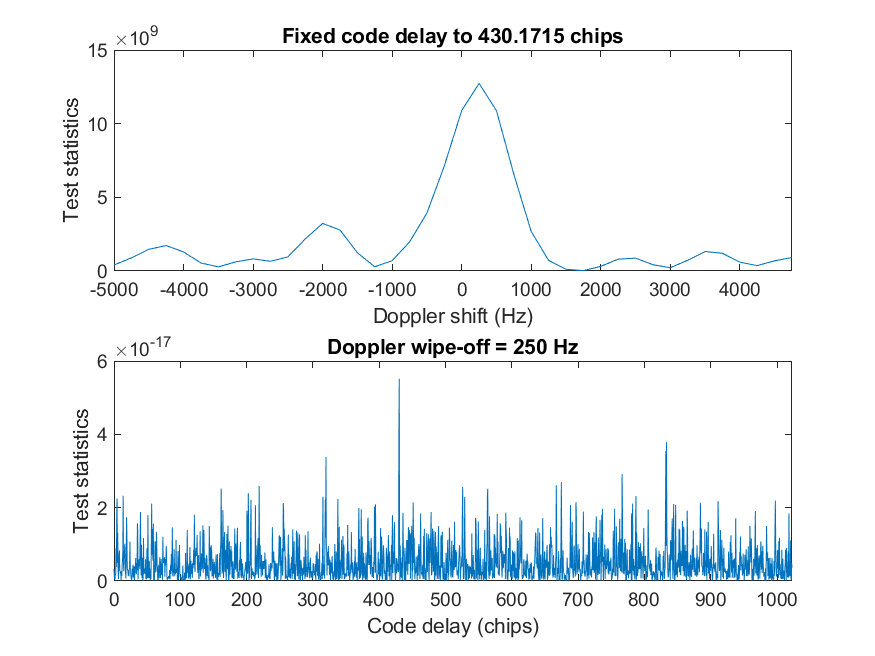 ×10^9
Fixed code delay to 430.1715 chips
15
10
5
0
Test statistics
-5000 -4000 -3000 -2000 -1000 0 1000 2000 3000 4000
Doppler shift (Hz)
×10^-17
Doppler wipe-off = 250 Hz
6
4
2
0
Test statistics
0 100 200 300 400 500 600 700 800 900 1000
Code delay (chips)